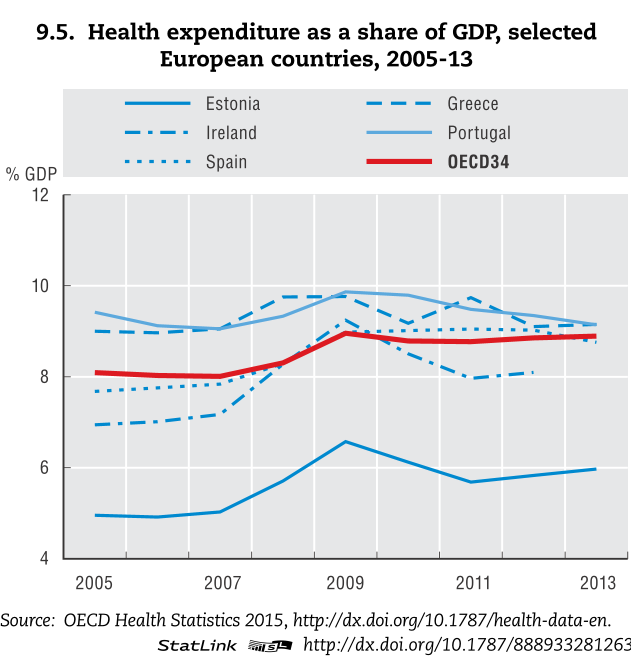 9.5. Health expenditure as a share of GDP, selected
European countries, 2005-13
Estonia
Greece
Ireland
Portugal
Spain
OECD34
% GDP
12
10
8
6
4
2005 2007 2009 2011 2013
Source: OECD Health Statistics 2015, http://dx.doi.org/10.1787/health-data-en.
StatLink http://dx.doi.org/10.1787/888933281263